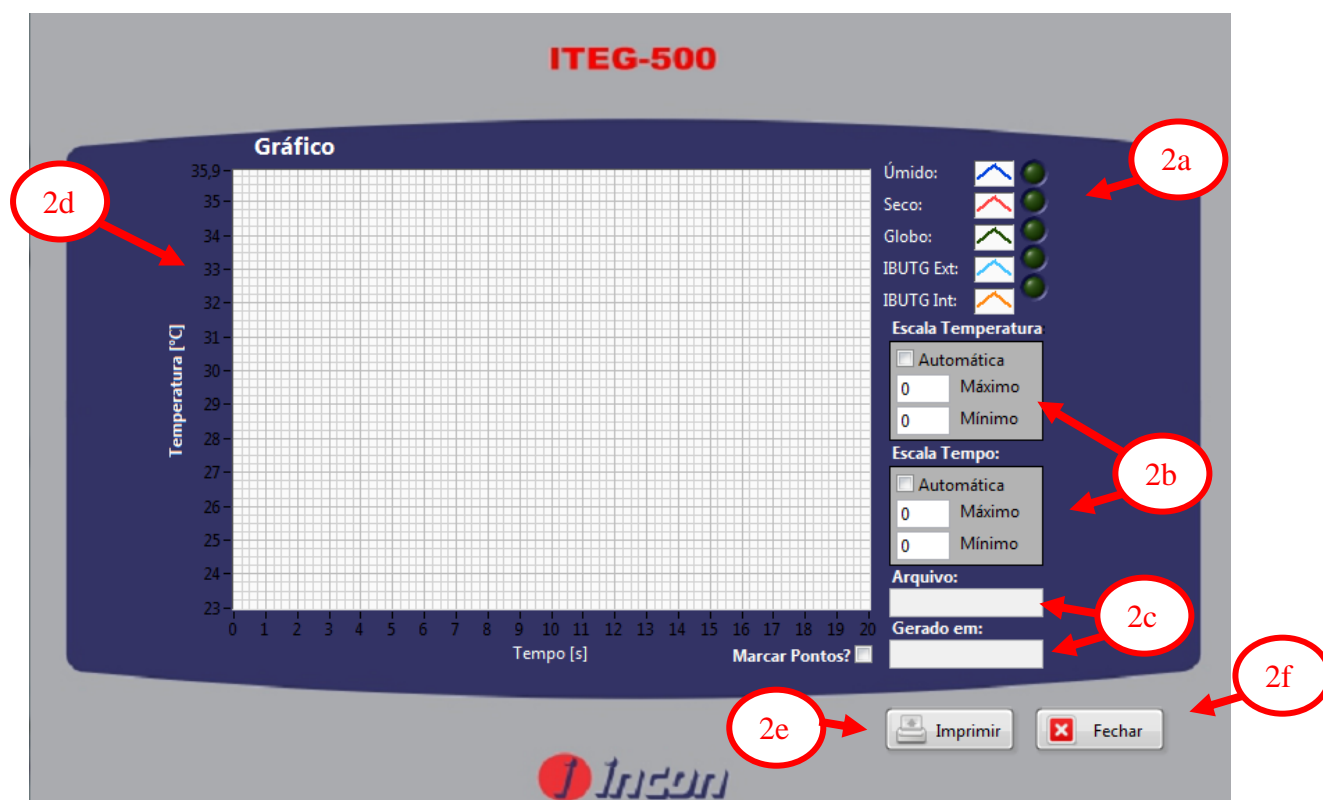 ITEG-500
Gráfico
2a
2d
Úmido:
Seco:
Globo:
IBUTG Ext:
IBUTG Int:
35,9
35
34
33
32
31
30
29
28
27
26
25
24
23
Temperatura [°C]
0 1 2 3 4 5 6 7 8 9 10 11 12 13 14 15 16 17 18 19 20
Tempo [s]
Marcar Pontos?
Escala Temperatura
Automática
0 Máximo
0 Mínimo
Escala Tempo:
Automática
0 Máximo
0 Mínimo
2b
Arquivo:
Gerado em:
2c
2f
2e
Imprimir
Fechar
Incon